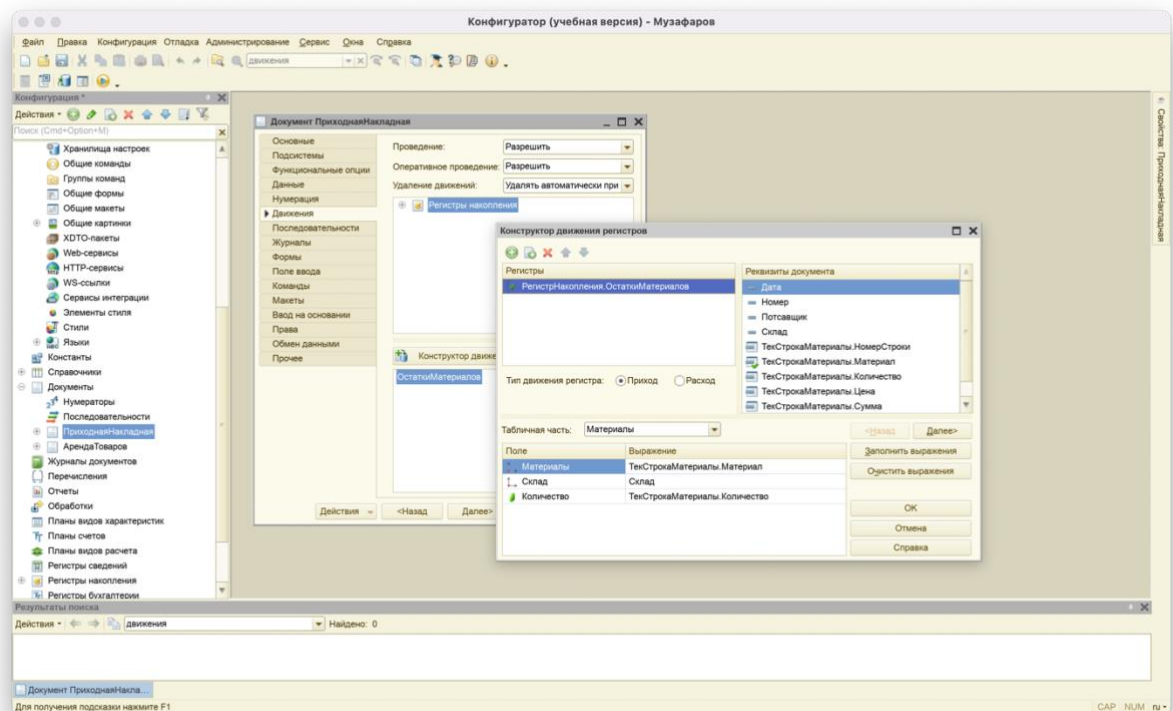 Конфигуратор (учебная версия) - Музафаров
Файл Правка Конфигурация Отладка Администрирование Сервис Окна Справка
движения
Конфигурация *
Действия
Поиск (Cmd+Option+M)
Хранилища настроек
Общие команды
Группы команд
Общие формы
Общие макеты
Общие картинки
XDTO-пакеты
Web-сервисы
HTTP-сервисы
WS-ссылки
Сервисы интеграции
Элементы стиля
Стили
Языки
Константы
Справочники
Документы
Нумераторы
Последовательности
ПриходнаяНакладная
АрендаТоваров
Журналы документов
Перечисления
Отчеты
Обработки
Планы видов характеристик
Планы счетов
Планы видов расчета
Регистры сведений
Регистры накопления
Регистры бухгалтерии
Документ ПриходнаяНакладная
Основные
Подсистемы
Функциональные опции
Данные
Нумерация
Движения
Последовательности
Журналы
Формы
Поле ввода
Команды
Макеты
Ввод на основании
Права
Обмен данными
Прочее
Проведение: Разрешить
Оперативное проведение: Разрешить
Удаление движений: Удалять автоматически при
Регистры накопления
Конструктор движе
ОстаткиМатериалов
Действия <Назад Далее>
Конструктор движения регистров
Регистры
РегистрНакопления.ОстаткиМатериалов
Реквизиты документа
Дата
Номер
Потсавщик
Склад
ТекСтрокаМатериалы.НомерСтроки
ТекСтрокаМатериалы.Материал
ТекСтрокаМатериалы.Количество
ТекСтрокаМатериалы.Цена
ТекСтрокаМатериалы.Сумма
Тип движения регистра: Приход Расход
Табличная часть: Материалы
<Назад Далее>
Поле Выражение
Материалы ТекСтрокаМатериалы.Материал
Склад Склад
Количество ТекСтрокаМатериалы.Количество
Заполнить выражения
Очистить выражения
OK
Отмена
Справка
Свойства: ПриходнаяНакладная
Результаты поиска
Действия движения Найдено: 0
Документ ПриходнаяНакла...
Для получения подсказки нажмите F1 CAP NUM ru